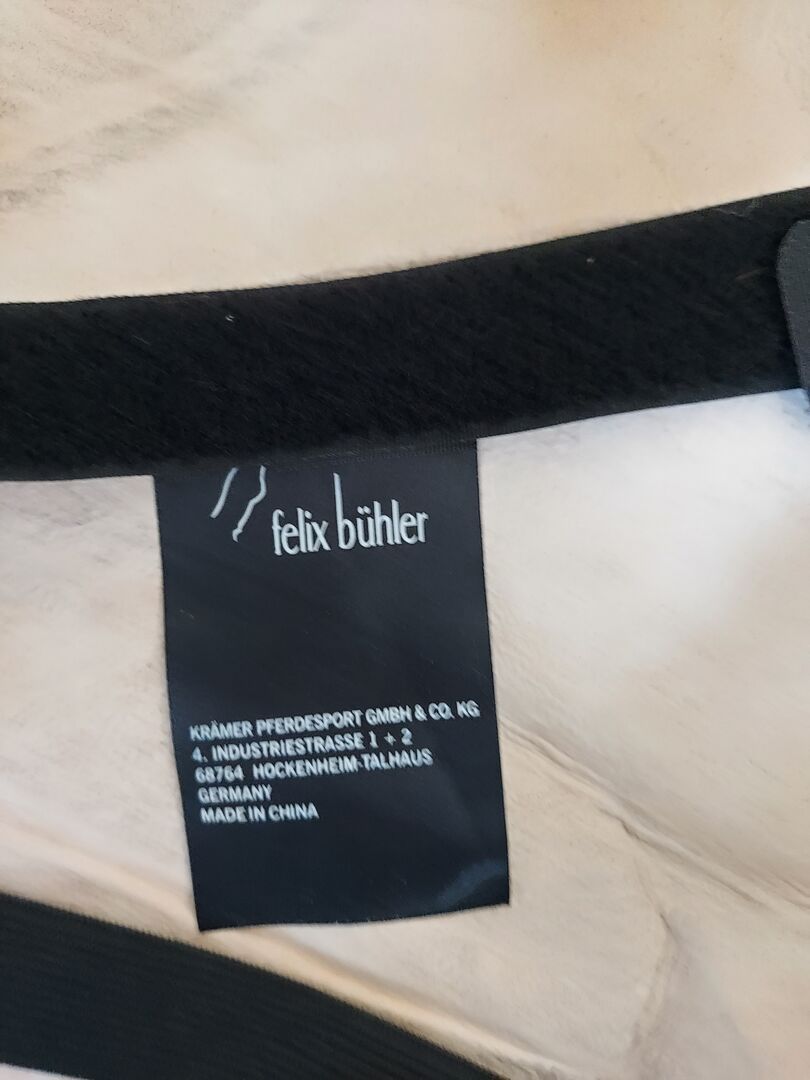 felix bühler
KRÄMER PFERDESPORT GMBH & CO. KG
4. INDUSTRIESTRASSE 1 + 2
68764 HOCKENHEIM-TALHAUS
GERMANY
MADE IN CHINA